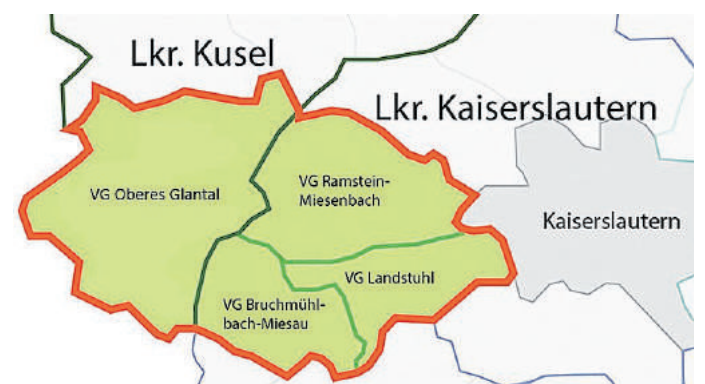 Lkr. Kusel
Lkr. Kaiserslautern
VG Oberes Glantal
VG Ramstein-
Miesenbach
Kaiserslautern
VG Landstuhl
VG Bruchmühl-
bach-Miesau